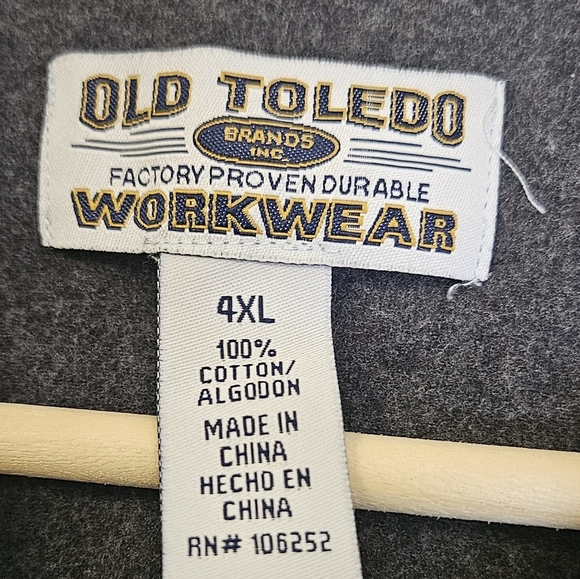 OLD TOLEDO
BRANDS
INC
FACTORY PROVEN DURABLE
WORKWEAR
4XL
100%
COTTON/
ALGODON
MADE IN
CHINA
HECHO EN
CHINA
RN# 106252